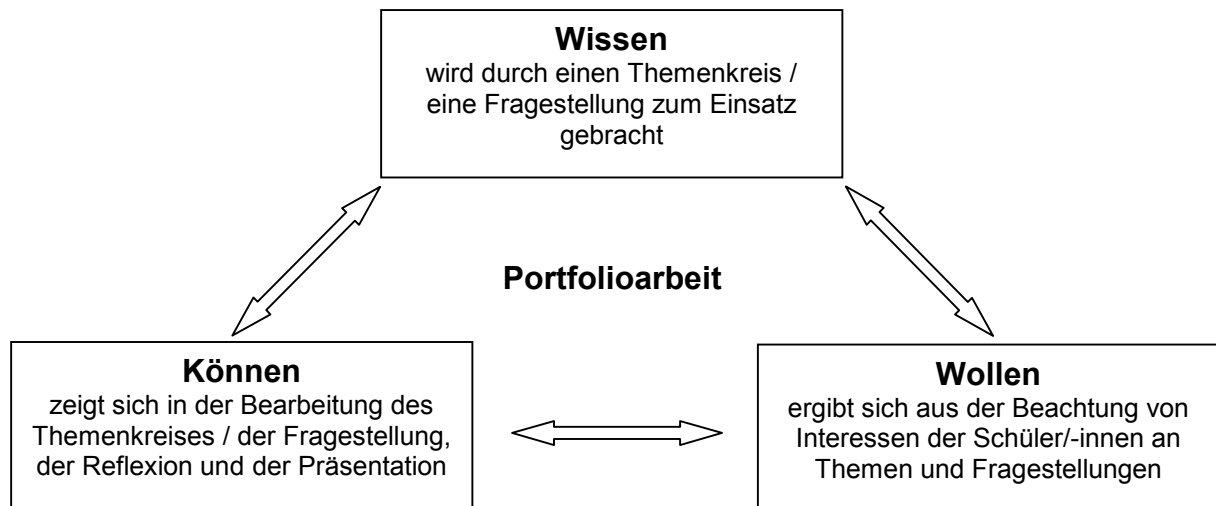 Wissen
wird durch einen Themenkreis /
eine Fragestellung zum Einsatz
gebracht
Portfolioarbeit
Können
zeigt sich in der Bearbeitung des
Themenkreises / der Fragestellung,
der Reflexion und der Präsentation
Wollen
ergibt sich aus der Beachtung von
Interessen der Schüler/-innen an
Themen und Fragestellungen